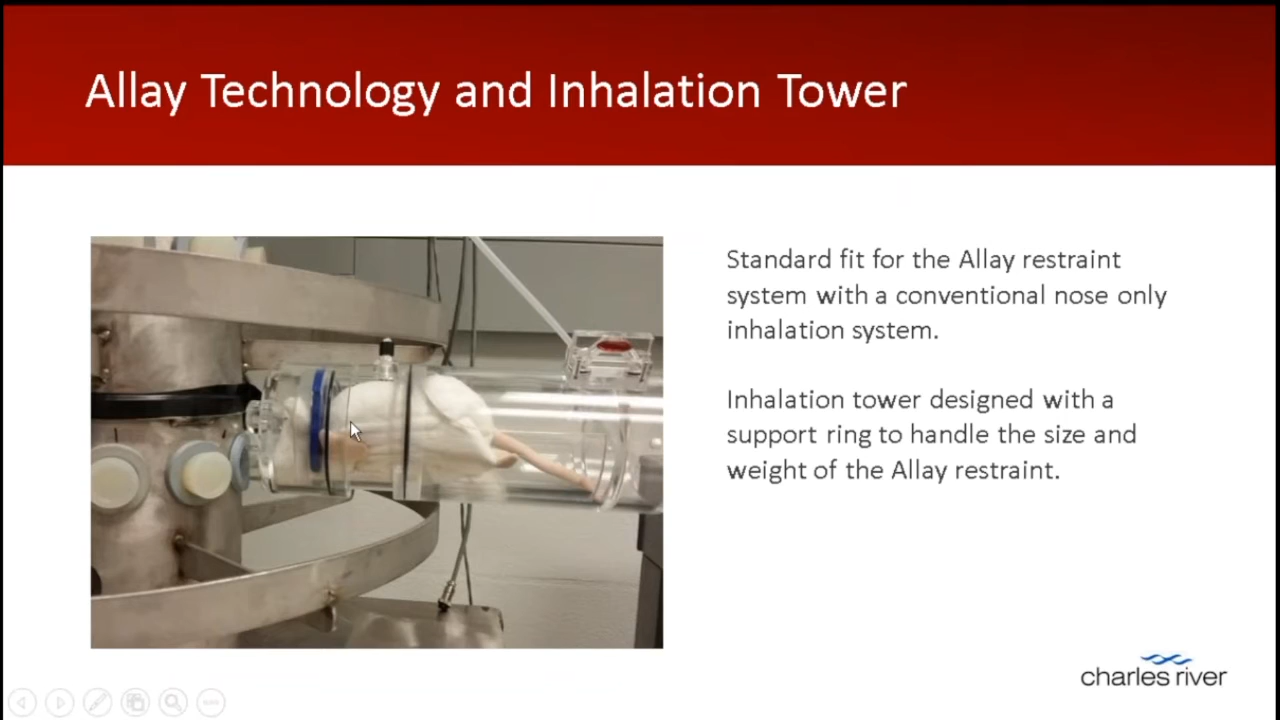 Allay Technology and Inhalation Tower
Standard fit for the Allay restraint
system with a conventional nose only
inhalation system.
Inhalation tower designed with a
support ring to handle the size and
weight of the Allay restraint.
charles river